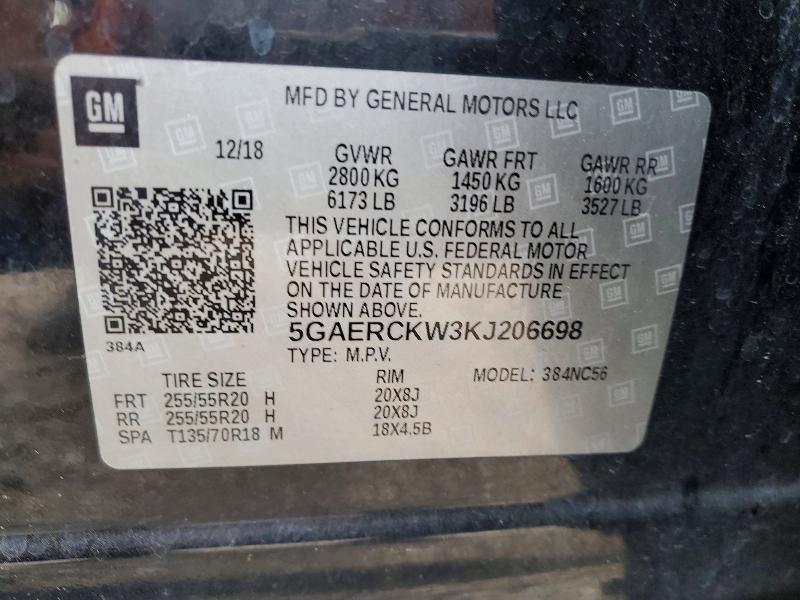 GM
MFD BY GENERAL MOTORS LLC
12/18 GVWR GAWR FRT GAWR RR
2800 KG 1450 KG 1600 KG
6173 LB 3196 LB 3527 LB
THIS VEHICLE CONFORMS TO ALL
APPLICABLE U.S. FEDERAL MOTOR
VEHICLE SAFETY STANDARDS IN EFFECT
ON THE DATE OF MANUFACTURE
SHOWN ABOVE.
5GAERCKW3KJ206698
384A
TYPE: M.P.V.
TIRE SIZE RIM MODEL: 384NC56
FRT 255/55R20 H 20X8J
RR 255/55R20 H 20X8J
SPA T135/70R18 M 18X4.5B